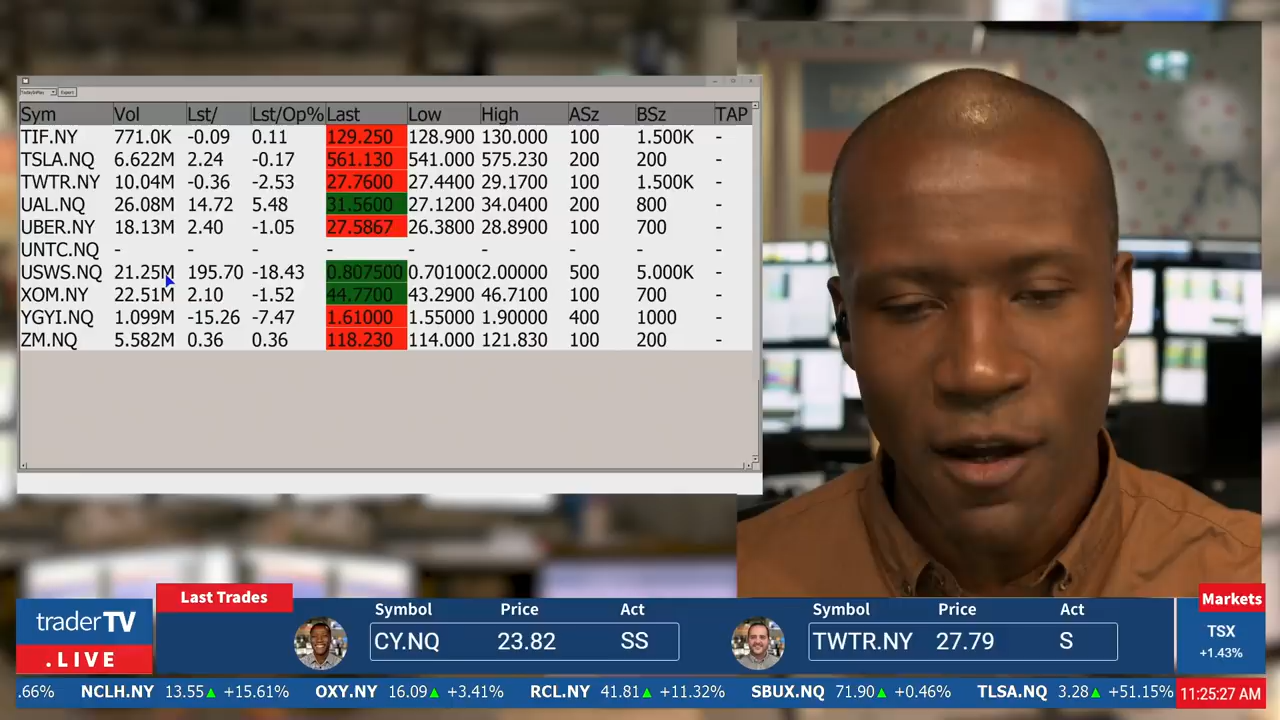 Sym Vol Lst/ Lst/Op% Last Low High ASz BSz TAP
TIF.NY 771.0K -0.09 0.11 129.250 128.900 130.000 100 1.500K -
TSLA.NQ 6.622M 2.24 -0.17 561.130 541.000 575.230 200 200 -
TWTR.NY 10.04M -0.36 -2.53 27.7600 27.4400 29.1700 100 1.500K -
UAL.NQ 26.08M 14.72 5.48 31.5600 27.1200 34.0400 200 800 -
UBER.NY 18.13M 2.40 -1.05 27.5867 26.3800 28.8900 100 700 -
UNTC.NQ - - - - - - - - -
USWS.NQ 21.25M 195.70 -18.43 0.807500 0.70100(2.00000 500 5.000K -
XOM.NY 22.51M 2.10 -1.52 44.7700 43.2900 46.7100 100 700 -
YGYI.NQ 1.099M -15.26 -7.47 1.61000 1.55000 1.90000 400 1000 -
ZM.NQ 5.582M 0.36 0.36 118.230 114.000 121.830 100 200 -
traderTV
.LIVE
Last Trades
Symbol Price Act
CY.NQ 23.82 SS
Symbol Price Act
TWTR.NY 27.79 S
Markets
TSX
+1.43%
.66% NCLH.NY 13.55▲ +15.61% OXY.NY 16.09▲ +3.41% RCL.NY 41.81▲ +11.32% SBUX.NQ 71.90▲ +0.46% TLSA.NQ 3.28▲ +51.15%
11:25:27 AM